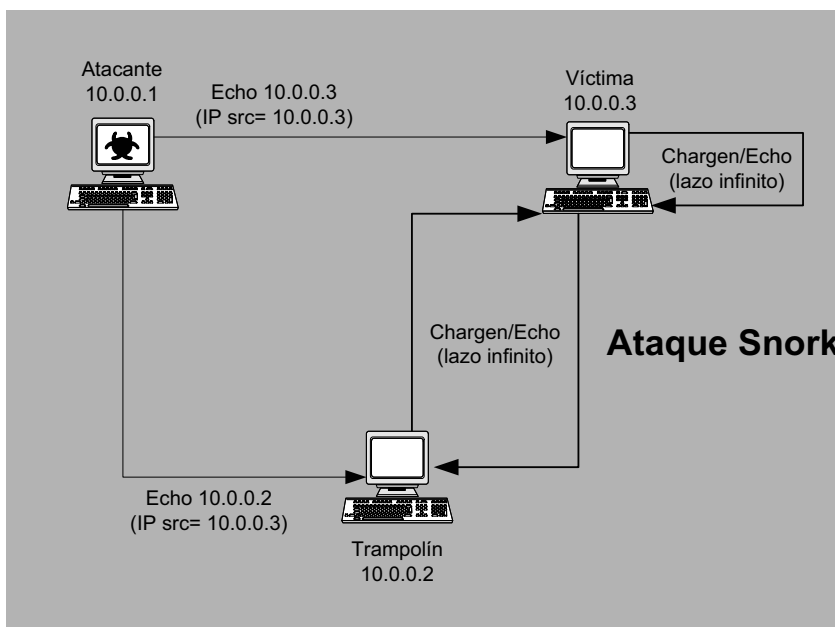 Atacante
10.0.0.1
Echo 10.0.0.3
(IP src= 10.0.0.3)
Víctima
10.0.0.3
Chargen/Echo
(lazo infinito)
Chargen/Echo
(lazo infinito)
Ataque Snork
Echo 10.0.0.2
(IP src= 10.0.0.3)
Trampolín
10.0.0.2